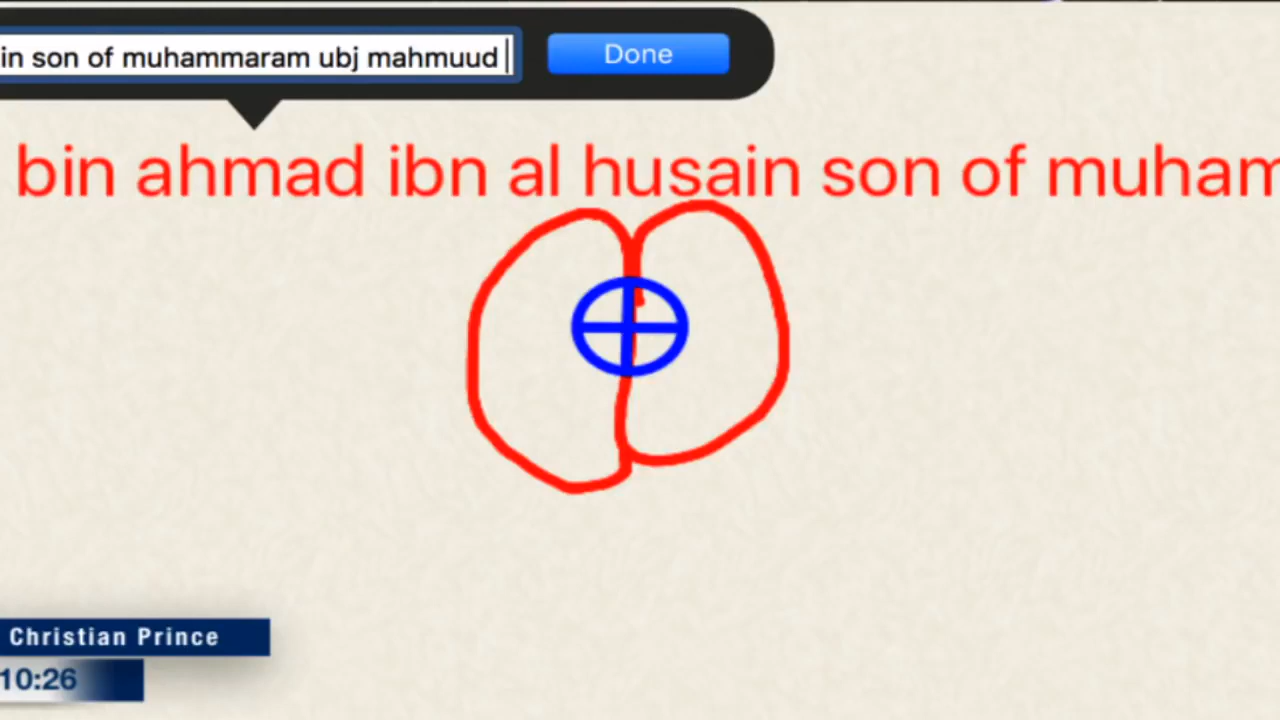 in son of muhammaram ubj mahmuud
Done
bin ahmad ibn al husain son of muham
Christian Prince
10:26